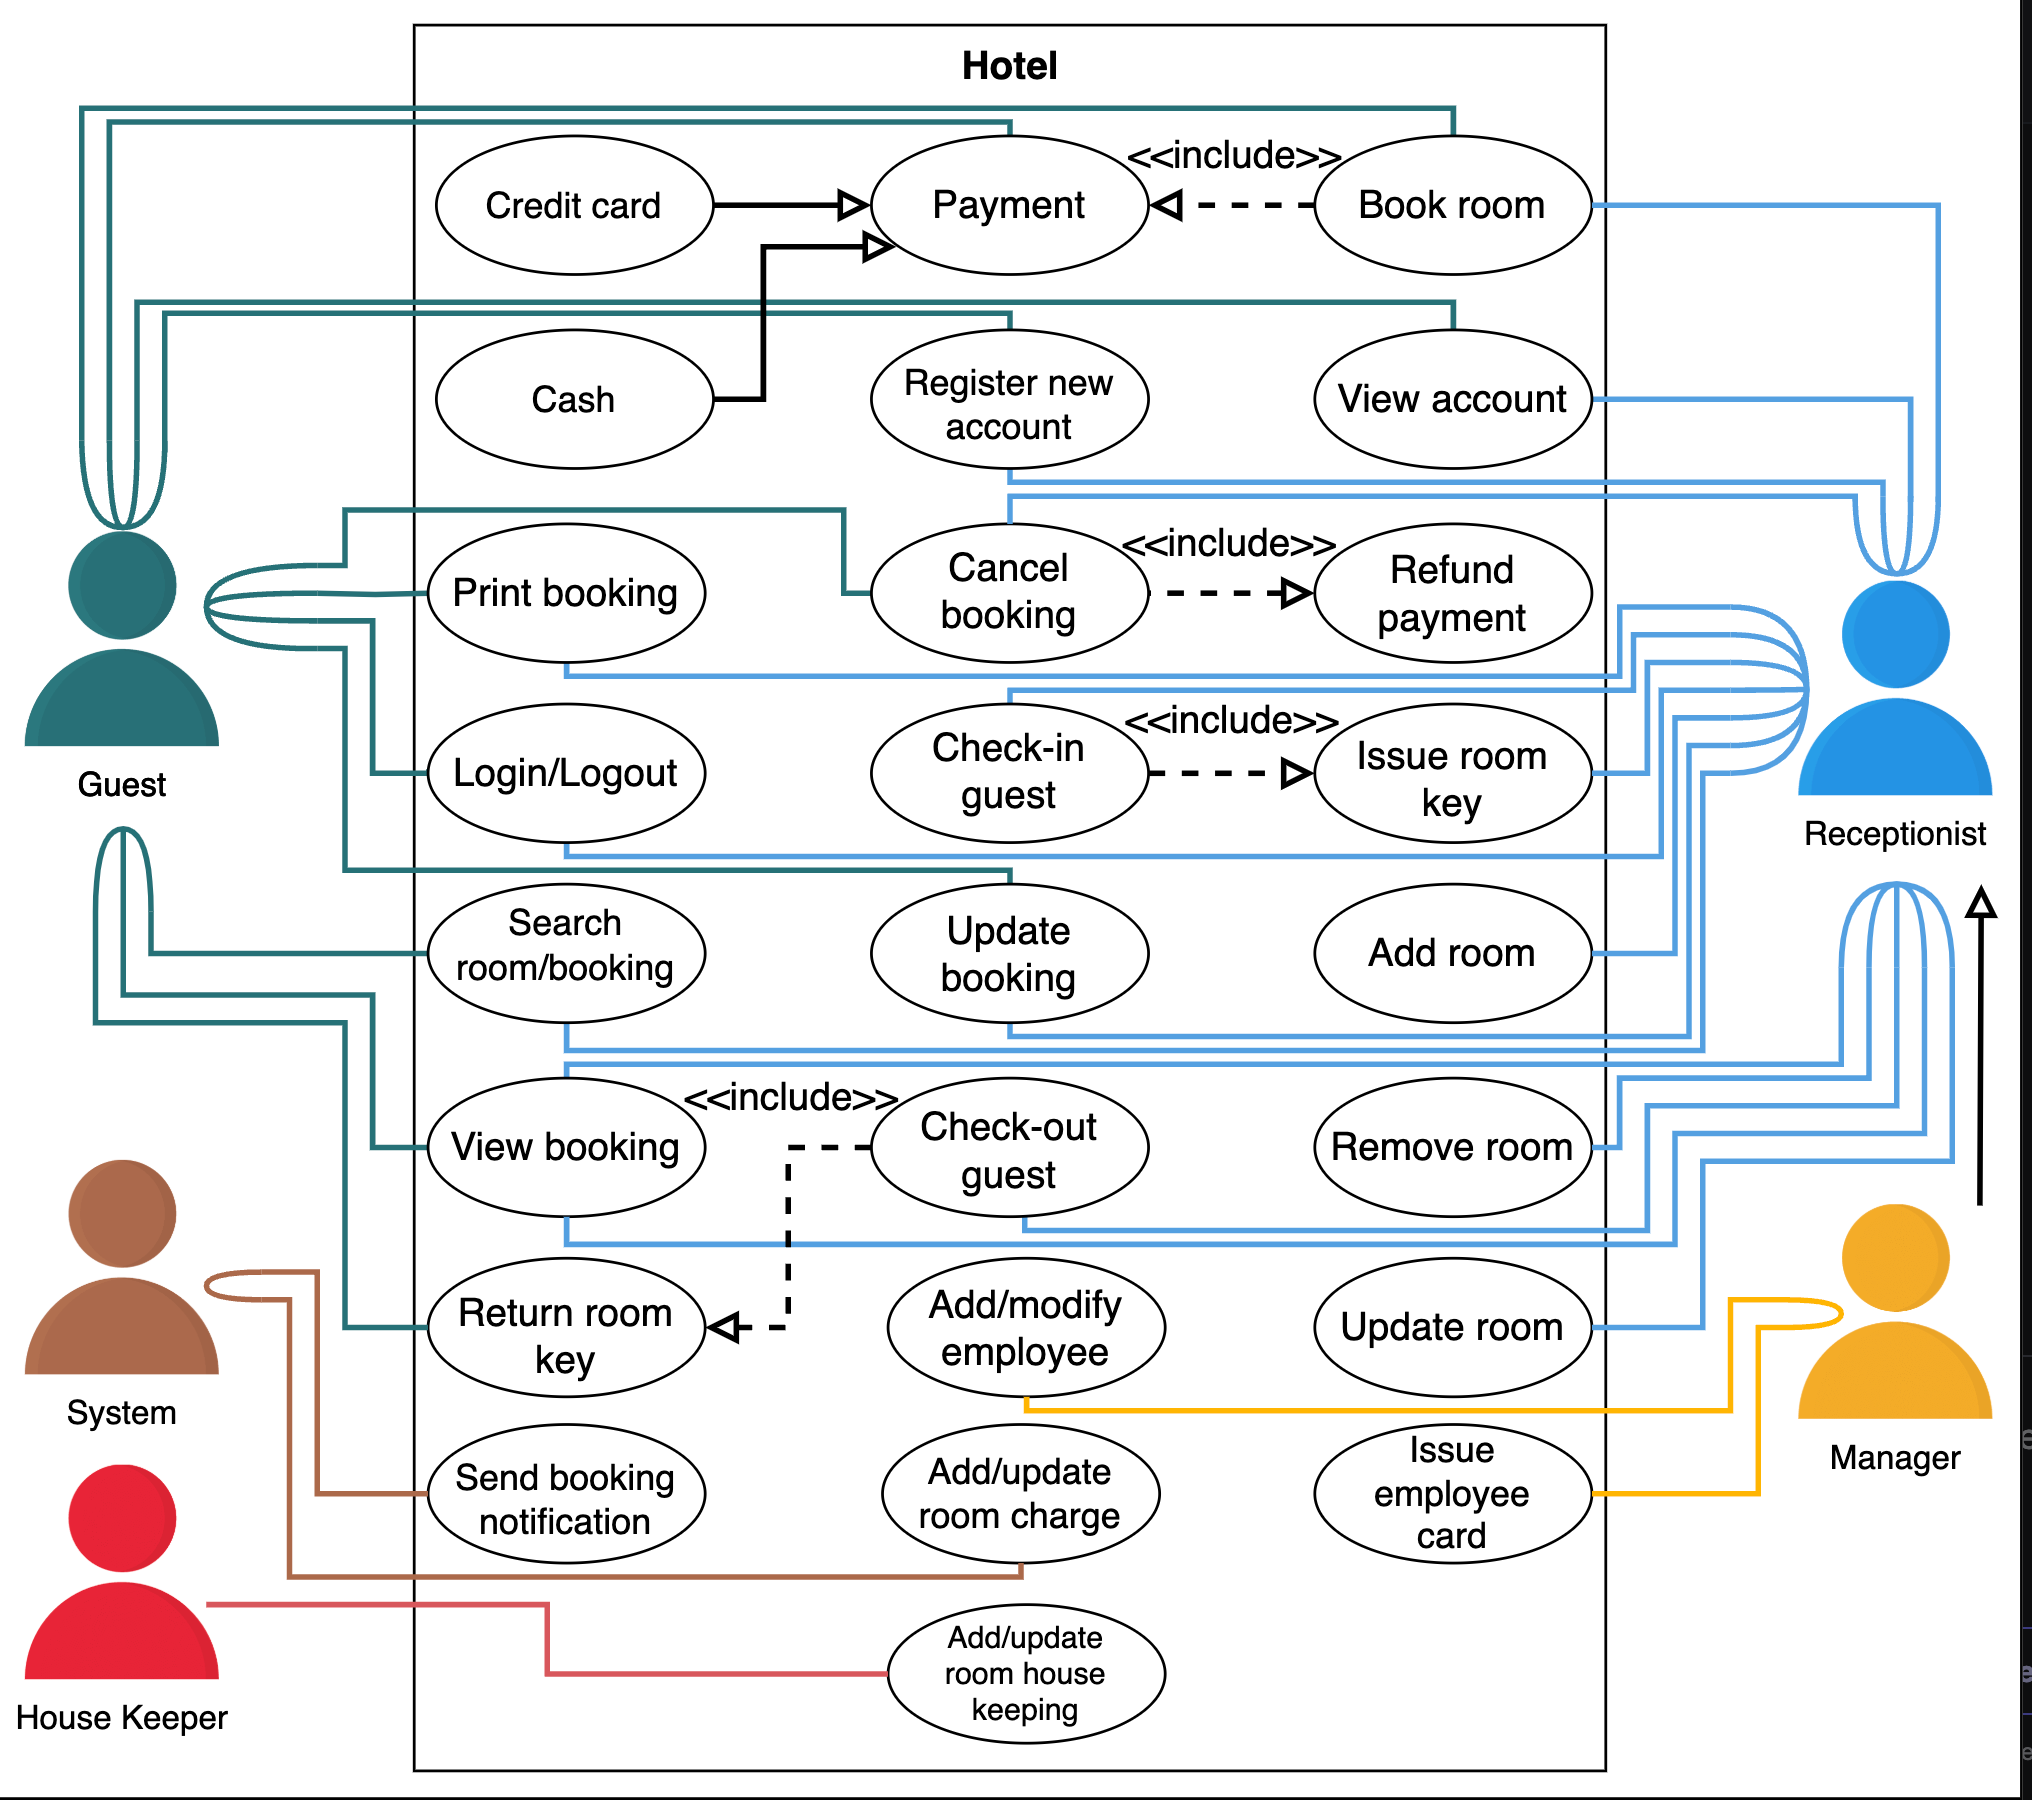 Hotel
<<include>>
Credit card
Payment
Book room
Cash
Register new
account
View account
<<include>>
Print booking
Cancel
booking
Refund
payment
<<include>>
Login/Logout
Check-in
guest
Issue room
key
Guest
Receptionist
Search
room/booking
Update
booking
Add room
<<include>>
View booking
Check-out
guest
Remove room
Return room
key
Add/modify
employee
Update room
System
Manager
Send booking
notification
Add/update
room charge
Issue
employee
card
Add/update
room house
keeping
House Keeper